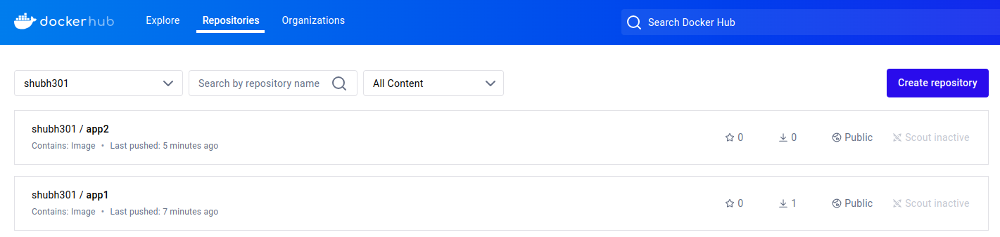 dockerhub Explore Repositories Organizations Search Docker Hub
shubh301 Search by repository name All Content Create repository
shubh301 / app2
Contains: Image • Last pushed: 5 minutes ago
0 0 Public Scout inactive
shubh301 / app1
Contains: Image • Last pushed: 7 minutes ago
0 1 Public Scout inactive